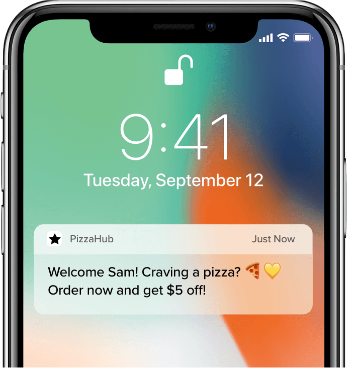 9:41
Tuesday, September 12
PizzaHub Just Now
Welcome Sam! Craving a pizza? 🍕💛
Order now and get $5 off!